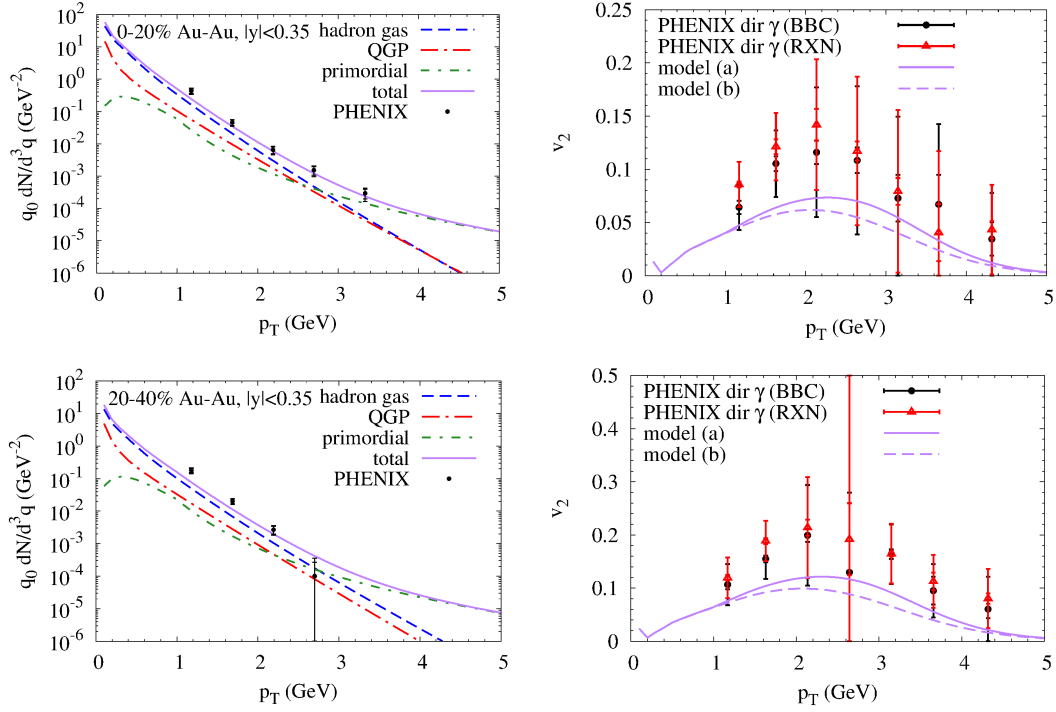 0-20% Au-Au, |y|<0.35 hadron gas
QGP
primordial
total
PHENIX
10^2
10^1
10^0
10^-1
10^-2
10^-3
10^-4
10^-5
10^-6
q_0 dN/d^3q (GeV^-2)
0 1 2 3 4 5
p_T (GeV)
PHENIX dir γ (BBC)
PHENIX dir γ (RXN)
model (a)
model (b)
0.25
0.2
0.15
0.1
0.05
0
v_2
0 1 2 3 4 5
p_T (GeV)
20-40% Au-Au, |y|<0.35 hadron gas
QGP
primordial
total
PHENIX
10^2
10^1
10^0
10^-1
10^-2
10^-3
10^-4
10^-5
10^-6
q_0 dN/d^3q (GeV^-2)
0 1 2 3 4 5
p_T (GeV)
PHENIX dir γ (BBC)
PHENIX dir γ (RXN)
model (a)
model (b)
0.5
0.4
0.3
0.2
0.1
0
v_2
0 1 2 3 4 5
p_T (GeV)